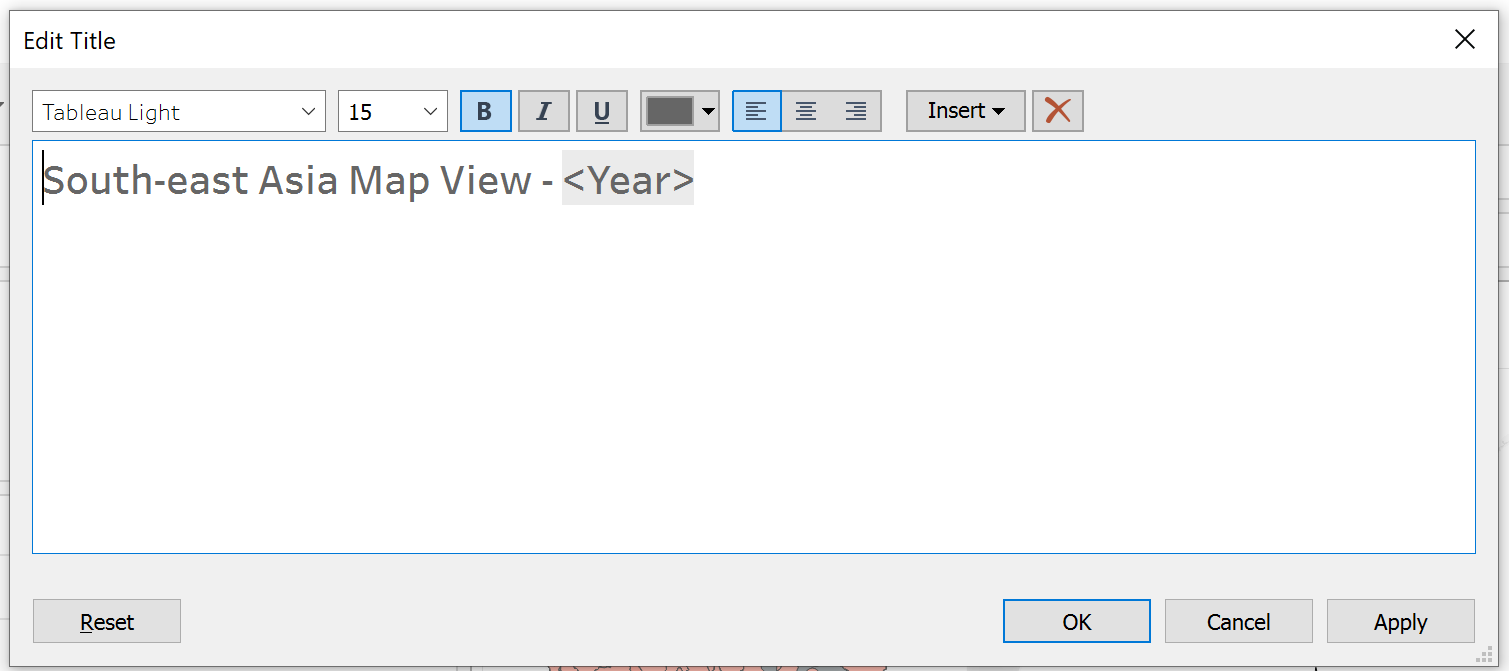 Edit Title
Tableau Light 15 B I U Insert
South-east Asia Map View - <Year>
Reset OK Cancel Apply